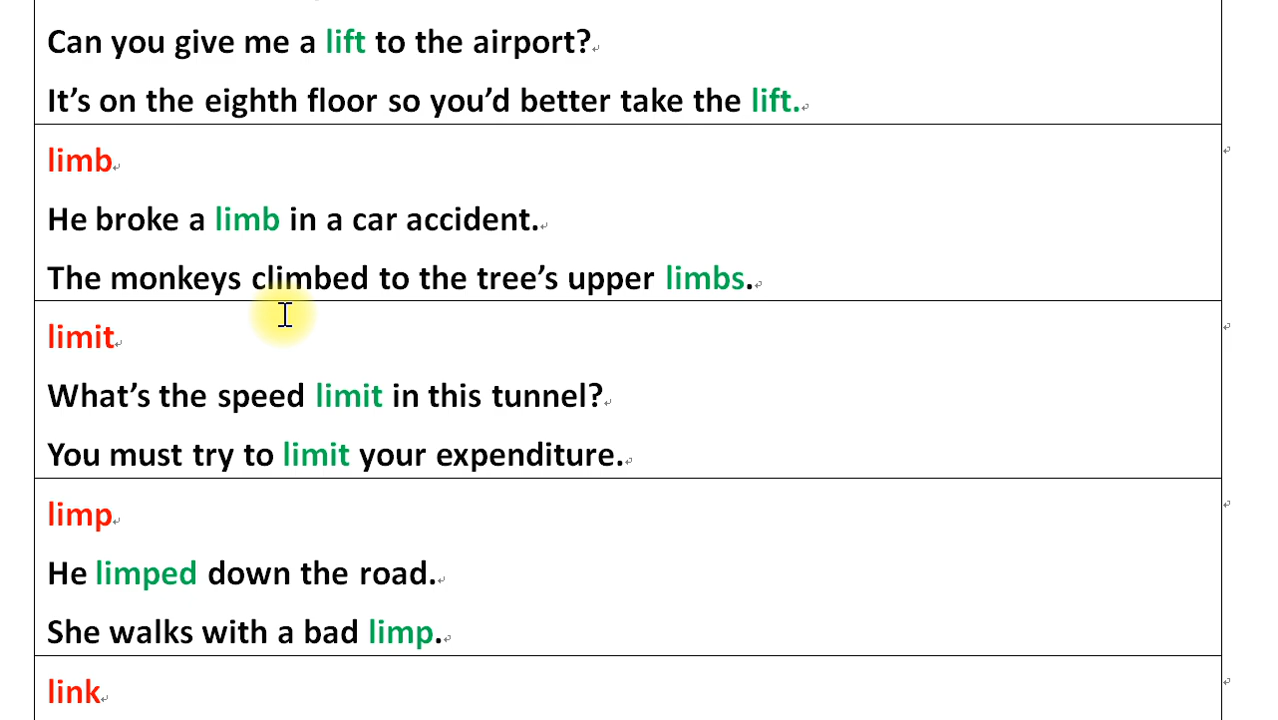 Can you give me a lift to the airport?
It’s on the eighth floor so you’d better take the lift.
limb
He broke a limb in a car accident.
The monkeys climbed to the tree’s upper limbs.
limit
What’s the speed limit in this tunnel?
You must try to limit your expenditure.
limp
He limped down the road.
She walks with a bad limp.
link